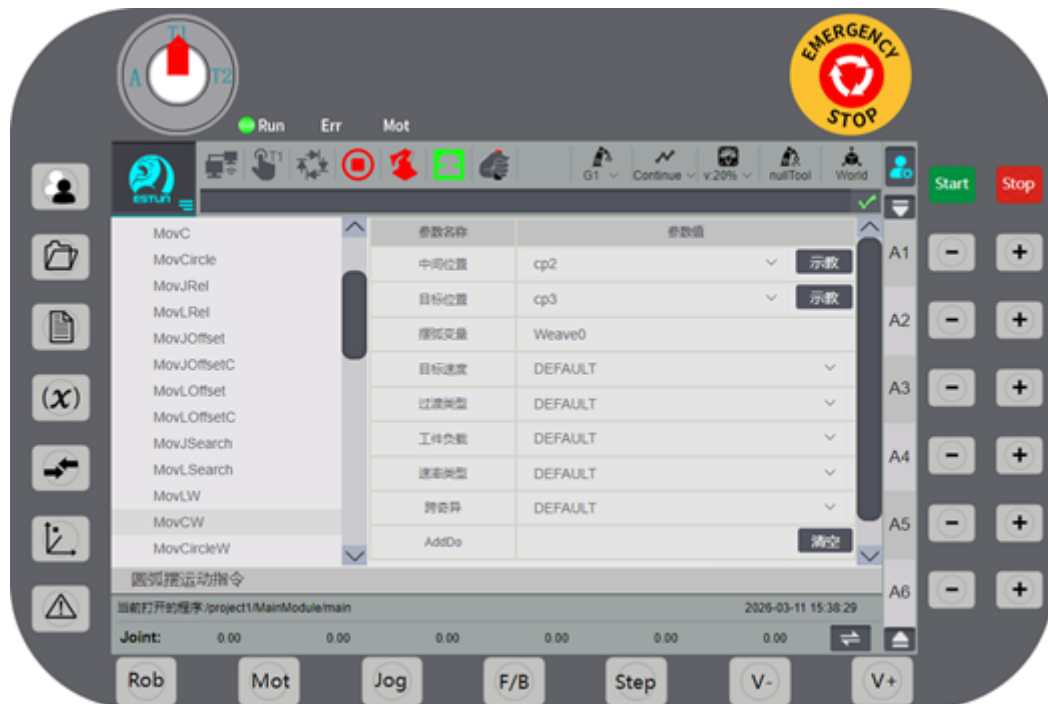 T1
A
T2
EMERGENCY
STOP
Run Err Mot
T1
G1 Continue v:20% nullTool World
ESTUN
Start Stop
MovC
MovCircle
MovJRel
MovLRel
MovJOffset
MovJOffsetC
MovLOffset
MovLOffsetC
MovJSearch
MovLSearch
MovLW
MovCW
MovCircleW
参数名称 参数值
中间位置 cp2 示教
目标位置 cp3 示教
摆弧变量 Weave0
目标速度 DEFAULT
过渡类型 DEFAULT
工件负载 DEFAULT
速渐类型 DEFAULT
跨奇异 DEFAULT
AddDo 清空
A1 - +
A2 - +
A3 - +
A4 - +
A5 - +
A6 - +
(x)
圆弧摆运动指令
当前打开的程序:/project1/MainModule/main 2026-03-11 15:38:29
Joint: 0.00 0.00 0.00 0.00 0.00 0.00
Rob Mot Jog F/B Step V- V+